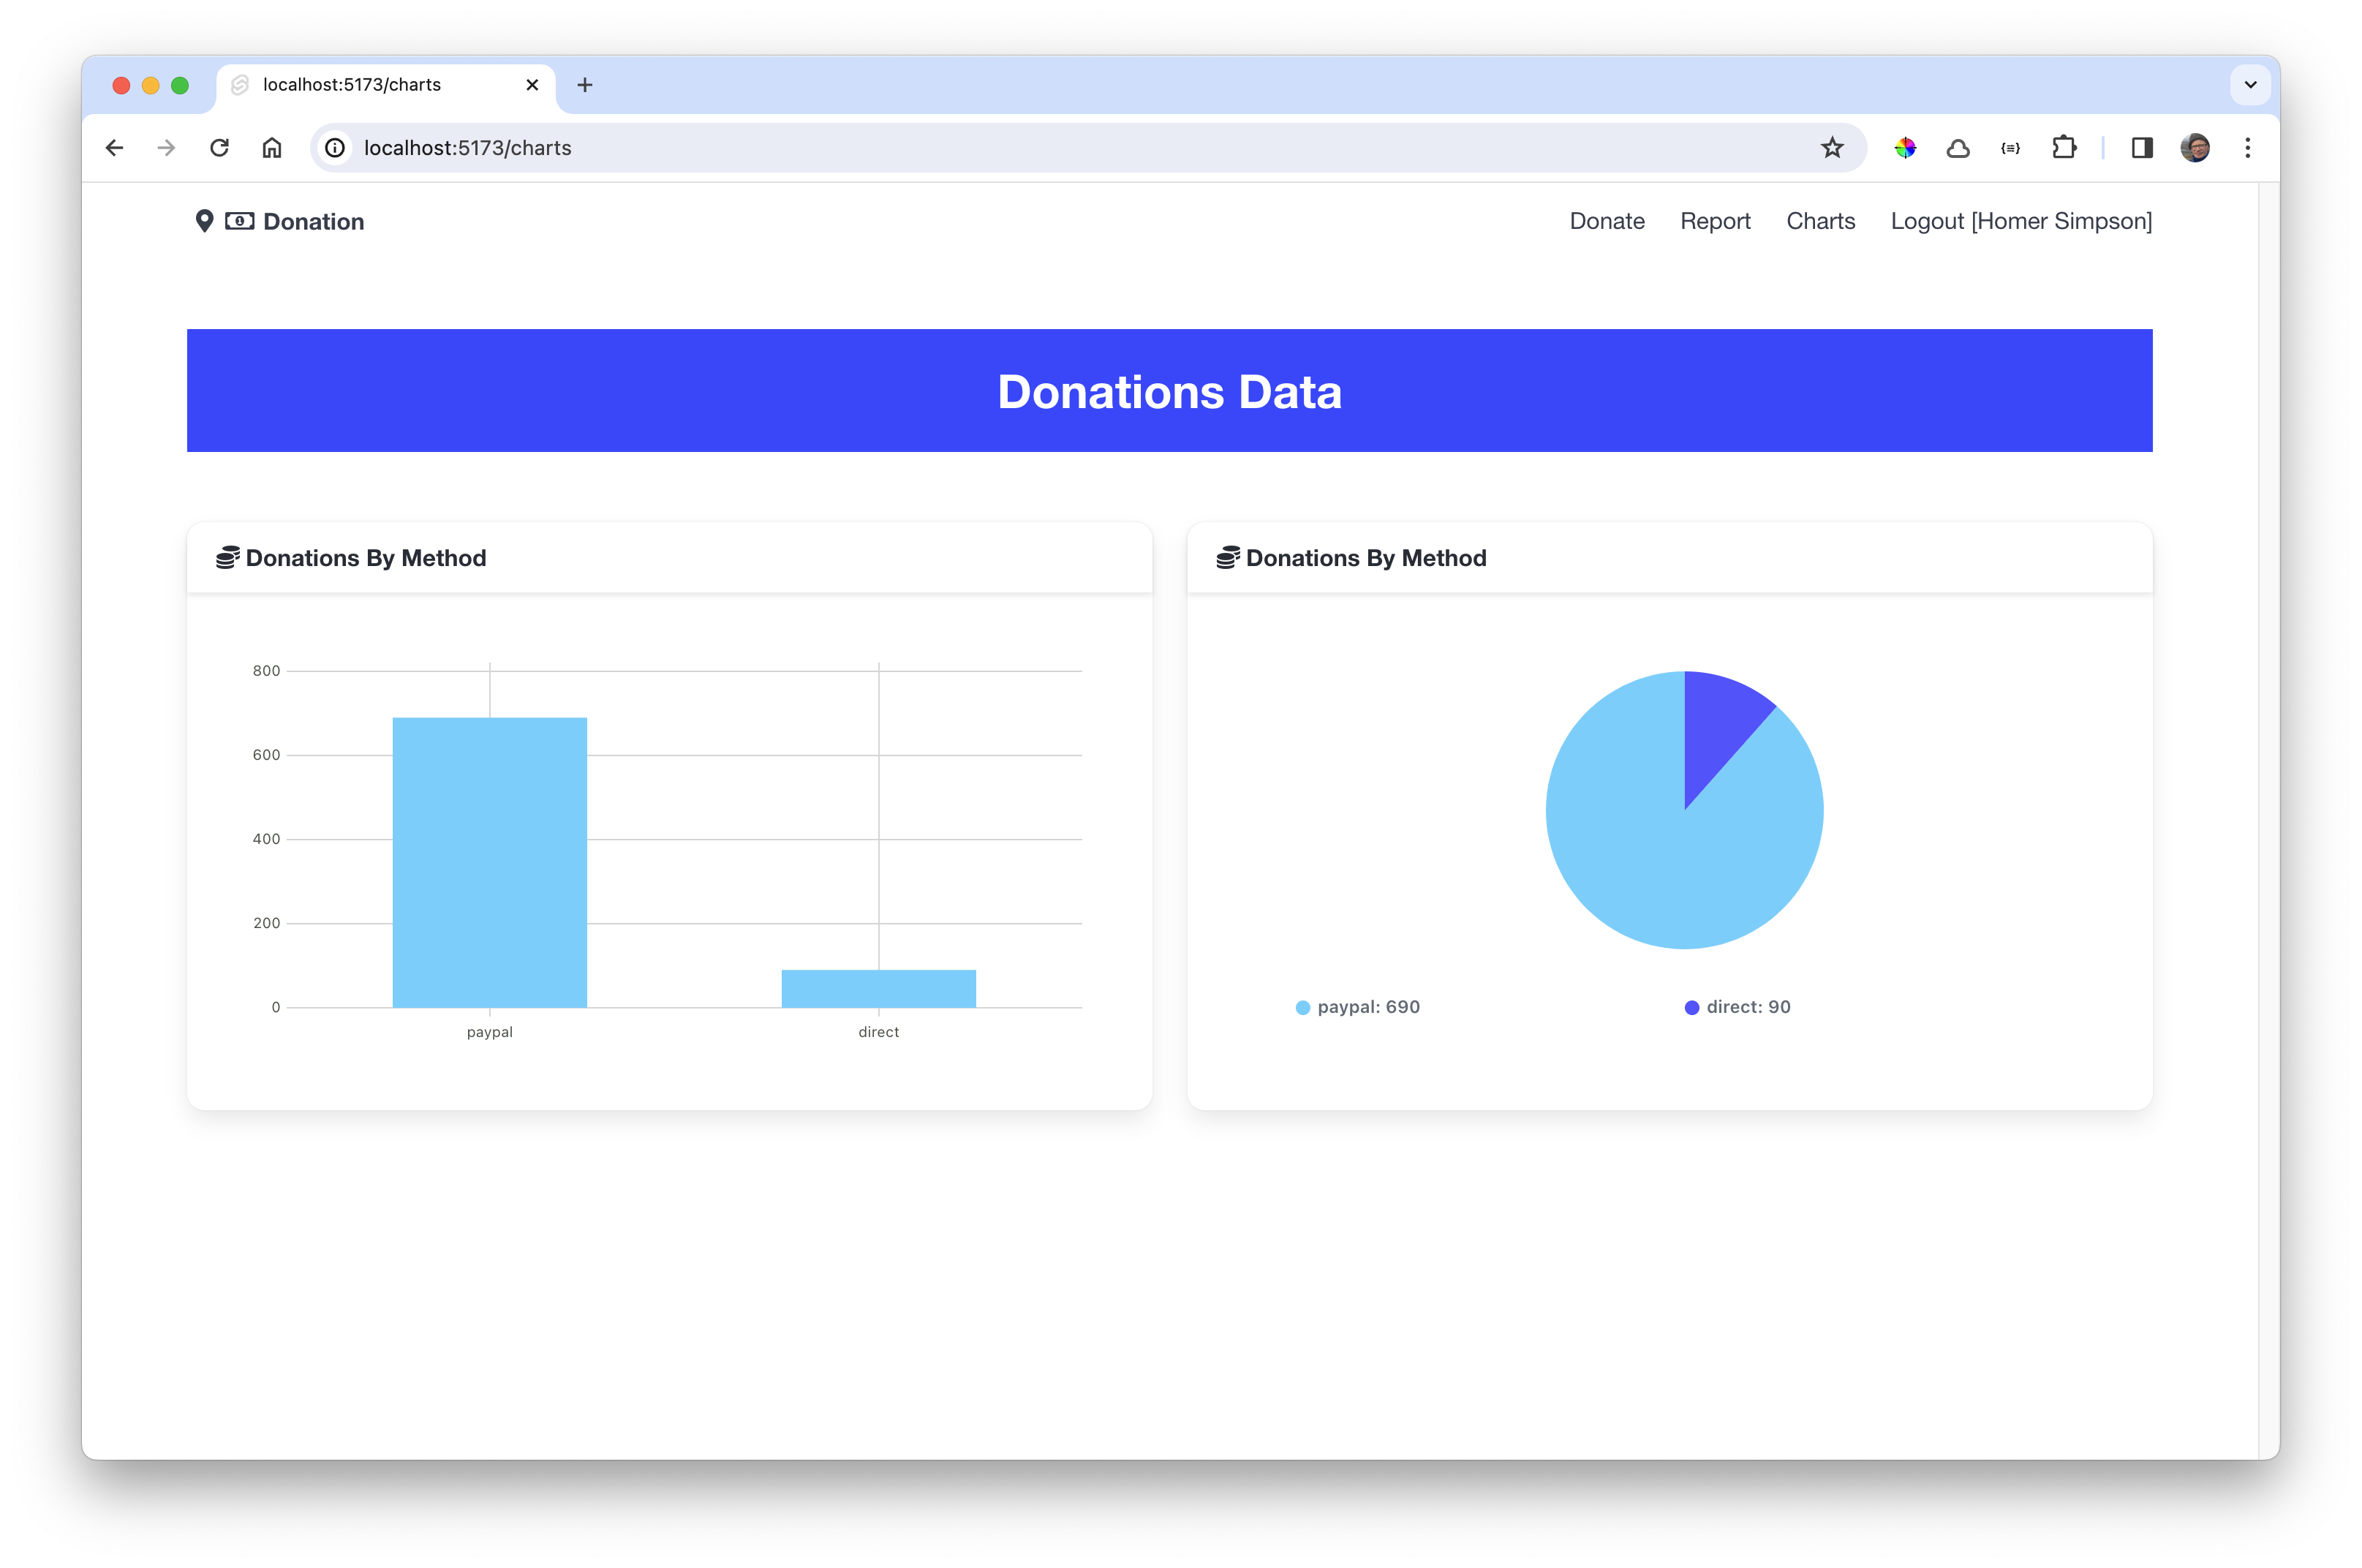 localhost:5173/charts
localhost:5173/charts
Donation
Donate Report Charts Logout [Homer Simpson]
Donations Data
Donations By Method
800
600
400
200
0
paypal direct
Donations By Method
paypal: 690 direct: 90